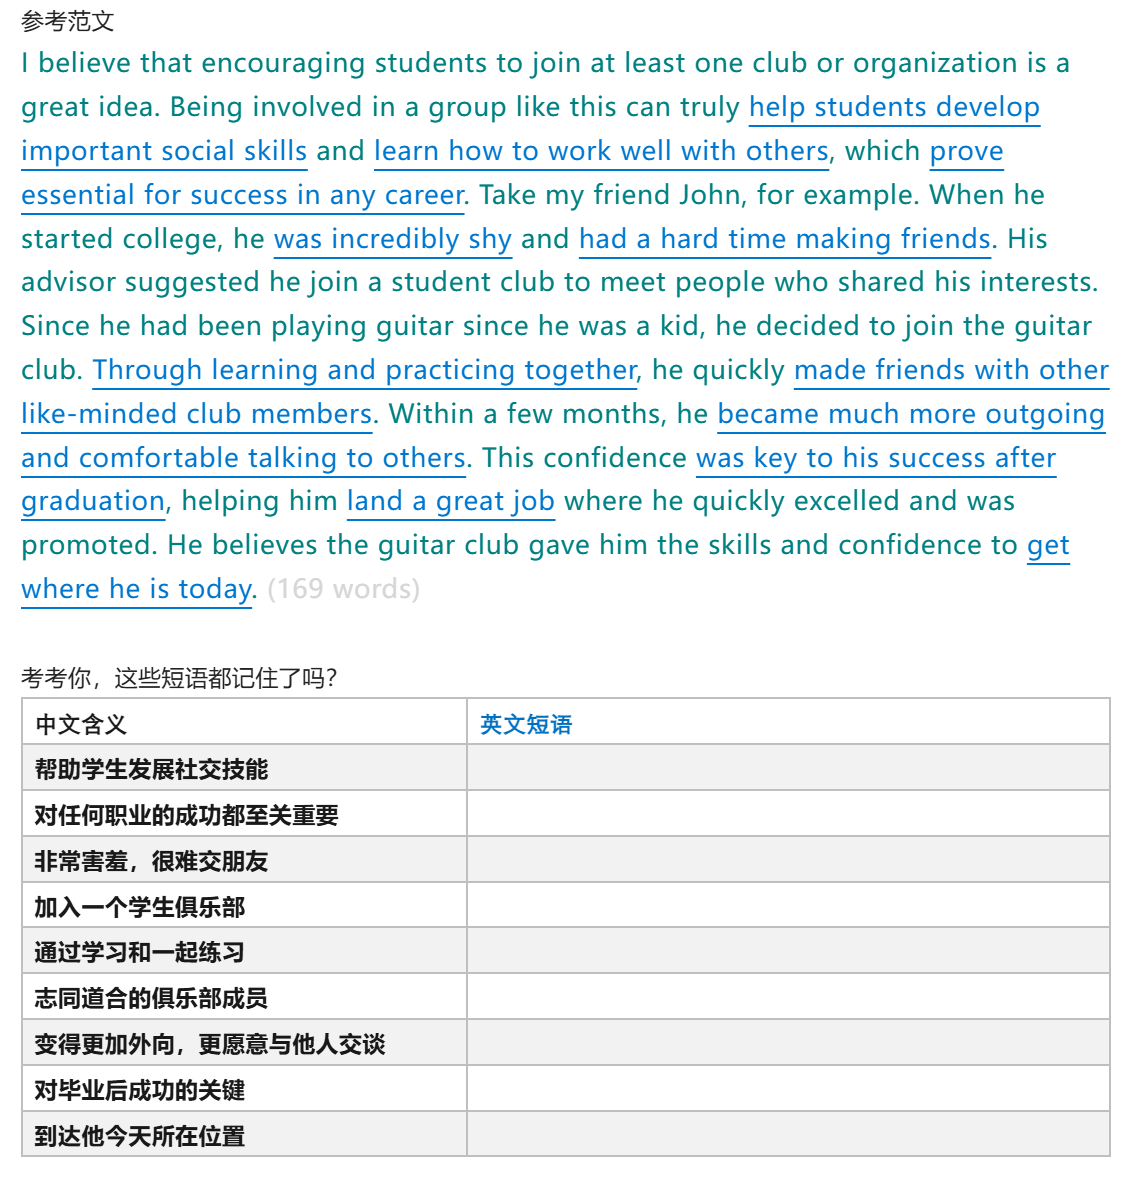 参考范文
I believe that encouraging students to join at least one club or organization is a
great idea. Being involved in a group like this can truly help students develop
important social skills and learn how to work well with others, which prove
essential for success in any career. Take my friend John, for example. When he
started college, he was incredibly shy and had a hard time making friends. His
advisor suggested he join a student club to meet people who shared his interests.
Since he had been playing guitar since he was a kid, he decided to join the guitar
club. Through learning and practicing together, he quickly made friends with other
like-minded club members. Within a few months, he became much more outgoing
and comfortable talking to others. This confidence was key to his success after
graduation, helping him land a great job where he quickly excelled and was
promoted. He believes the guitar club gave him the skills and confidence to get
where he is today. (169 words)
考考你，这些短语都记住了吗？
中文含义 英文短语
帮助学生发展社交技能
对任何职业的成功都至关重要
非常害羞，很难交朋友
加入一个学生俱乐部
通过学习和一起练习
志同道合的俱乐部成员
变得更加外向，更愿意与他人交谈
对毕业后成功的关键
到达他今天所在位置